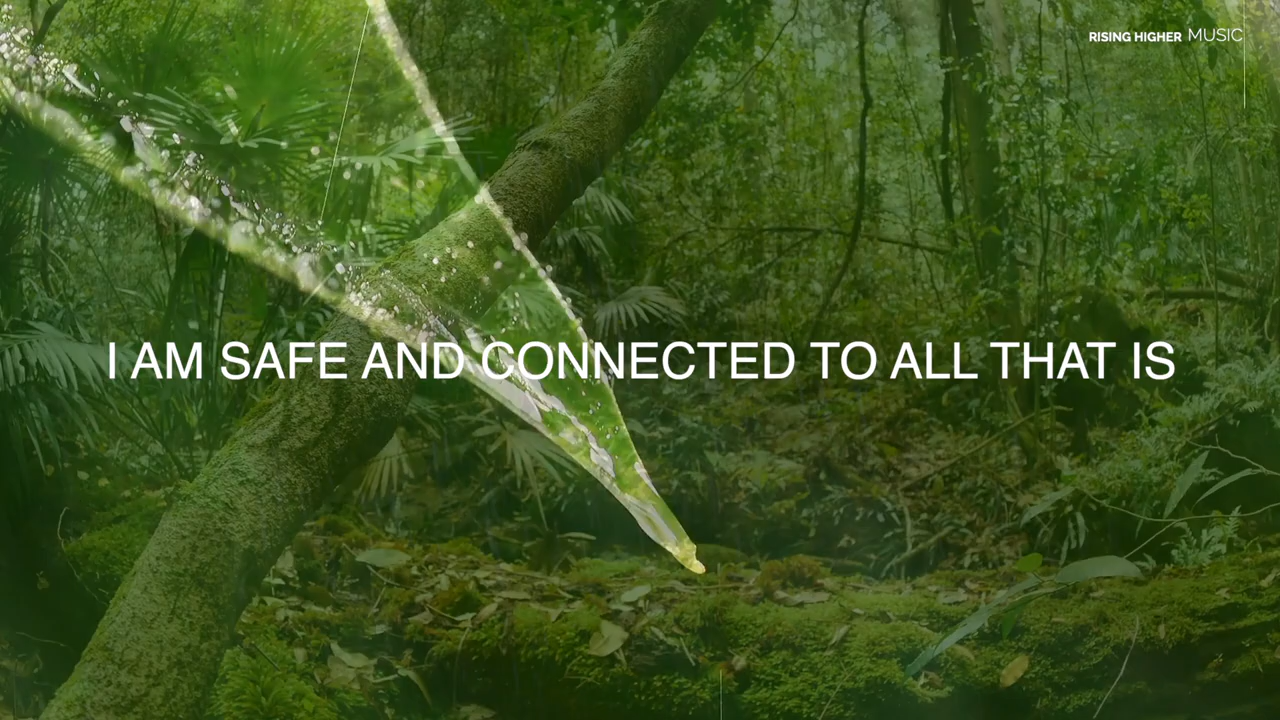 RISING HIGHER MUSIC
I AM SAFE AND CONNECTED TO ALL THAT IS